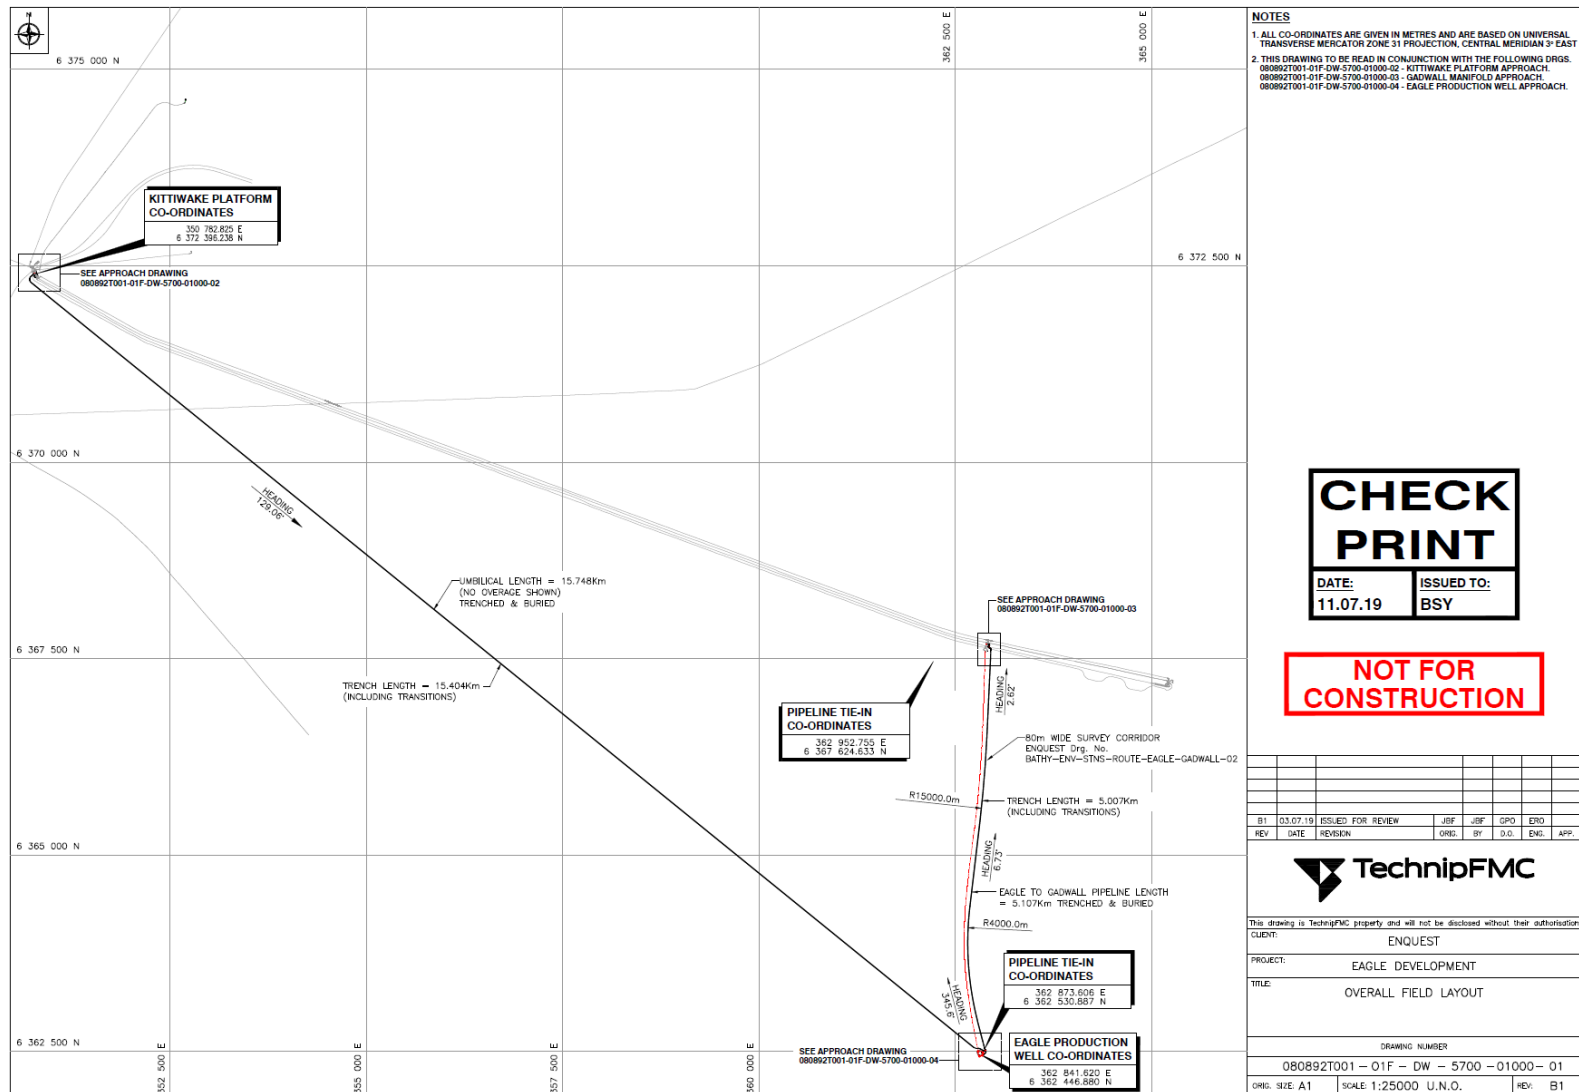 NOTES
1. ALL CO-ORDINATES ARE GIVEN IN METRES AND ARE BASED ON UNIVERSAL
TRANSVERSE MERCATOR ZONE 31 PROJECTION, CENTRAL MERIDIAN 3° EAST
2. THIS DRAWING TO BE READ IN CONJUNCTION WITH THE FOLLOWING DRGS.
080892T001-01F-DW-5700-01000-02 - KITTIWAKE PLATFORM APPROACH.
080892T001-01F-DW-5700-01000-03 - GADWALL MANIFOLD APPROACH.
080892T001-01F-DW-5700-01000-04 - EAGLE PRODUCTION WELL APPROACH.
362 500 E
365 000 E
6 375 000 N
KITTIWAKE PLATFORM
CO-ORDINATES
350 782.825 E
6 372 396.238 N
6 372 500 N
SEE APPROACH DRAWING
080892T001-01F-DW-5700-01000-02
6 370 000 N
HEADING
129.06°
UMBILICAL LENGTH = 15.748Km
(NO OVERAGE SHOWN)
TRENCHED & BURIED
SEE APPROACH DRAWING
080892T001-01F-DW-5700-01000-03
6 367 500 N
TRENCH LENGTH = 15.404Km
(INCLUDING TRANSITIONS)
HEADING
2.62°
PIPELINE TIE-IN
CO-ORDINATES
362 952.755 E
6 367 624.633 N
80m WIDE SURVEY CORRIDOR
ENQUEST Drg. No.
BATHY-ENV-STNS-ROUTE-EAGLE-GADWALL-02
R15000.0m
TRENCH LENGTH = 5.007Km
(INCLUDING TRANSITIONS)
6 365 000 N
HEADING
6.73°
EAGLE TO GADWALL PIPELINE LENGTH
= 5.107Km TRENCHED & BURIED
R4000.0m
PIPELINE TIE-IN
CO-ORDINATES
362 873.606 E
6 362 530.887 N
HEADING
345.6°
6 362 500 N
SEE APPROACH DRAWING
080892T001-01F-DW-5700-01000-04
EAGLE PRODUCTION
WELL CO-ORDINATES
362 841.620 E
6 362 446.880 N
352 500 E
355 000 E
357 500 E
360 000 E
362 500 E
CHECK
PRINT
DATE: ISSUED TO:
11.07.19 BSY
NOT FOR
CONSTRUCTION
B1 03.07.19 ISSUED FOR REVIEW JBF JBF GPO ERO
REV DATE REVISION ORIG. BY D.O. ENG. APP.
TechnipFMC
This drawing is TechnipFMC property and will not be disclosed without their authorisation
CLIENT: ENQUEST
PROJECT: EAGLE DEVELOPMENT
TITLE: OVERALL FIELD LAYOUT
DRAWING NUMBER
080892T001 - 01F - DW - 5700 - 01000 - 01
ORIG. SIZE: A1 SCALE: 1:25000 U.N.O. REV: B1